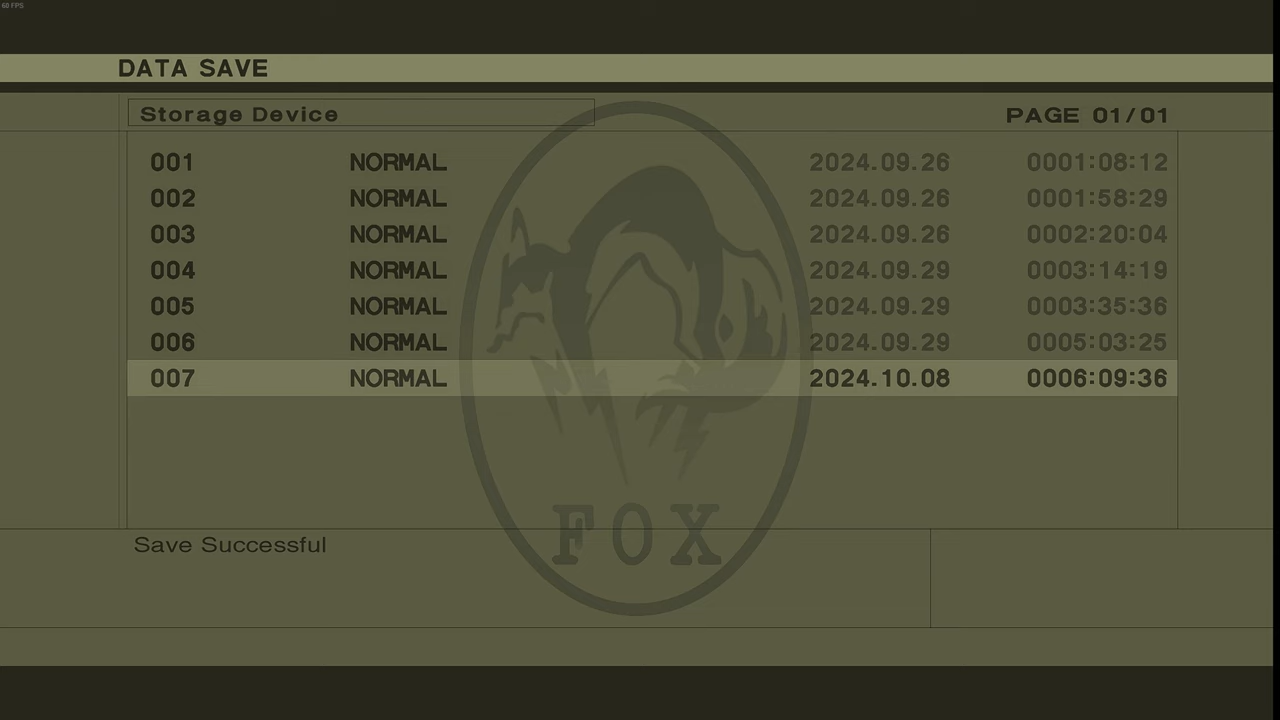 60 FPS
DATA SAVE
Storage Device PAGE 01/01
001 NORMAL 2024.09.26 0001:08:12
002 NORMAL 2024.09.26 0001:58:29
003 NORMAL 2024.09.26 0002:20:04
004 NORMAL 2024.09.29 0003:14:19
005 NORMAL 2024.09.29 0003:35:36
006 NORMAL 2024.09.29 0005:03:25
007 NORMAL 2024.10.08 0006:09:36
FOX
Save Successful